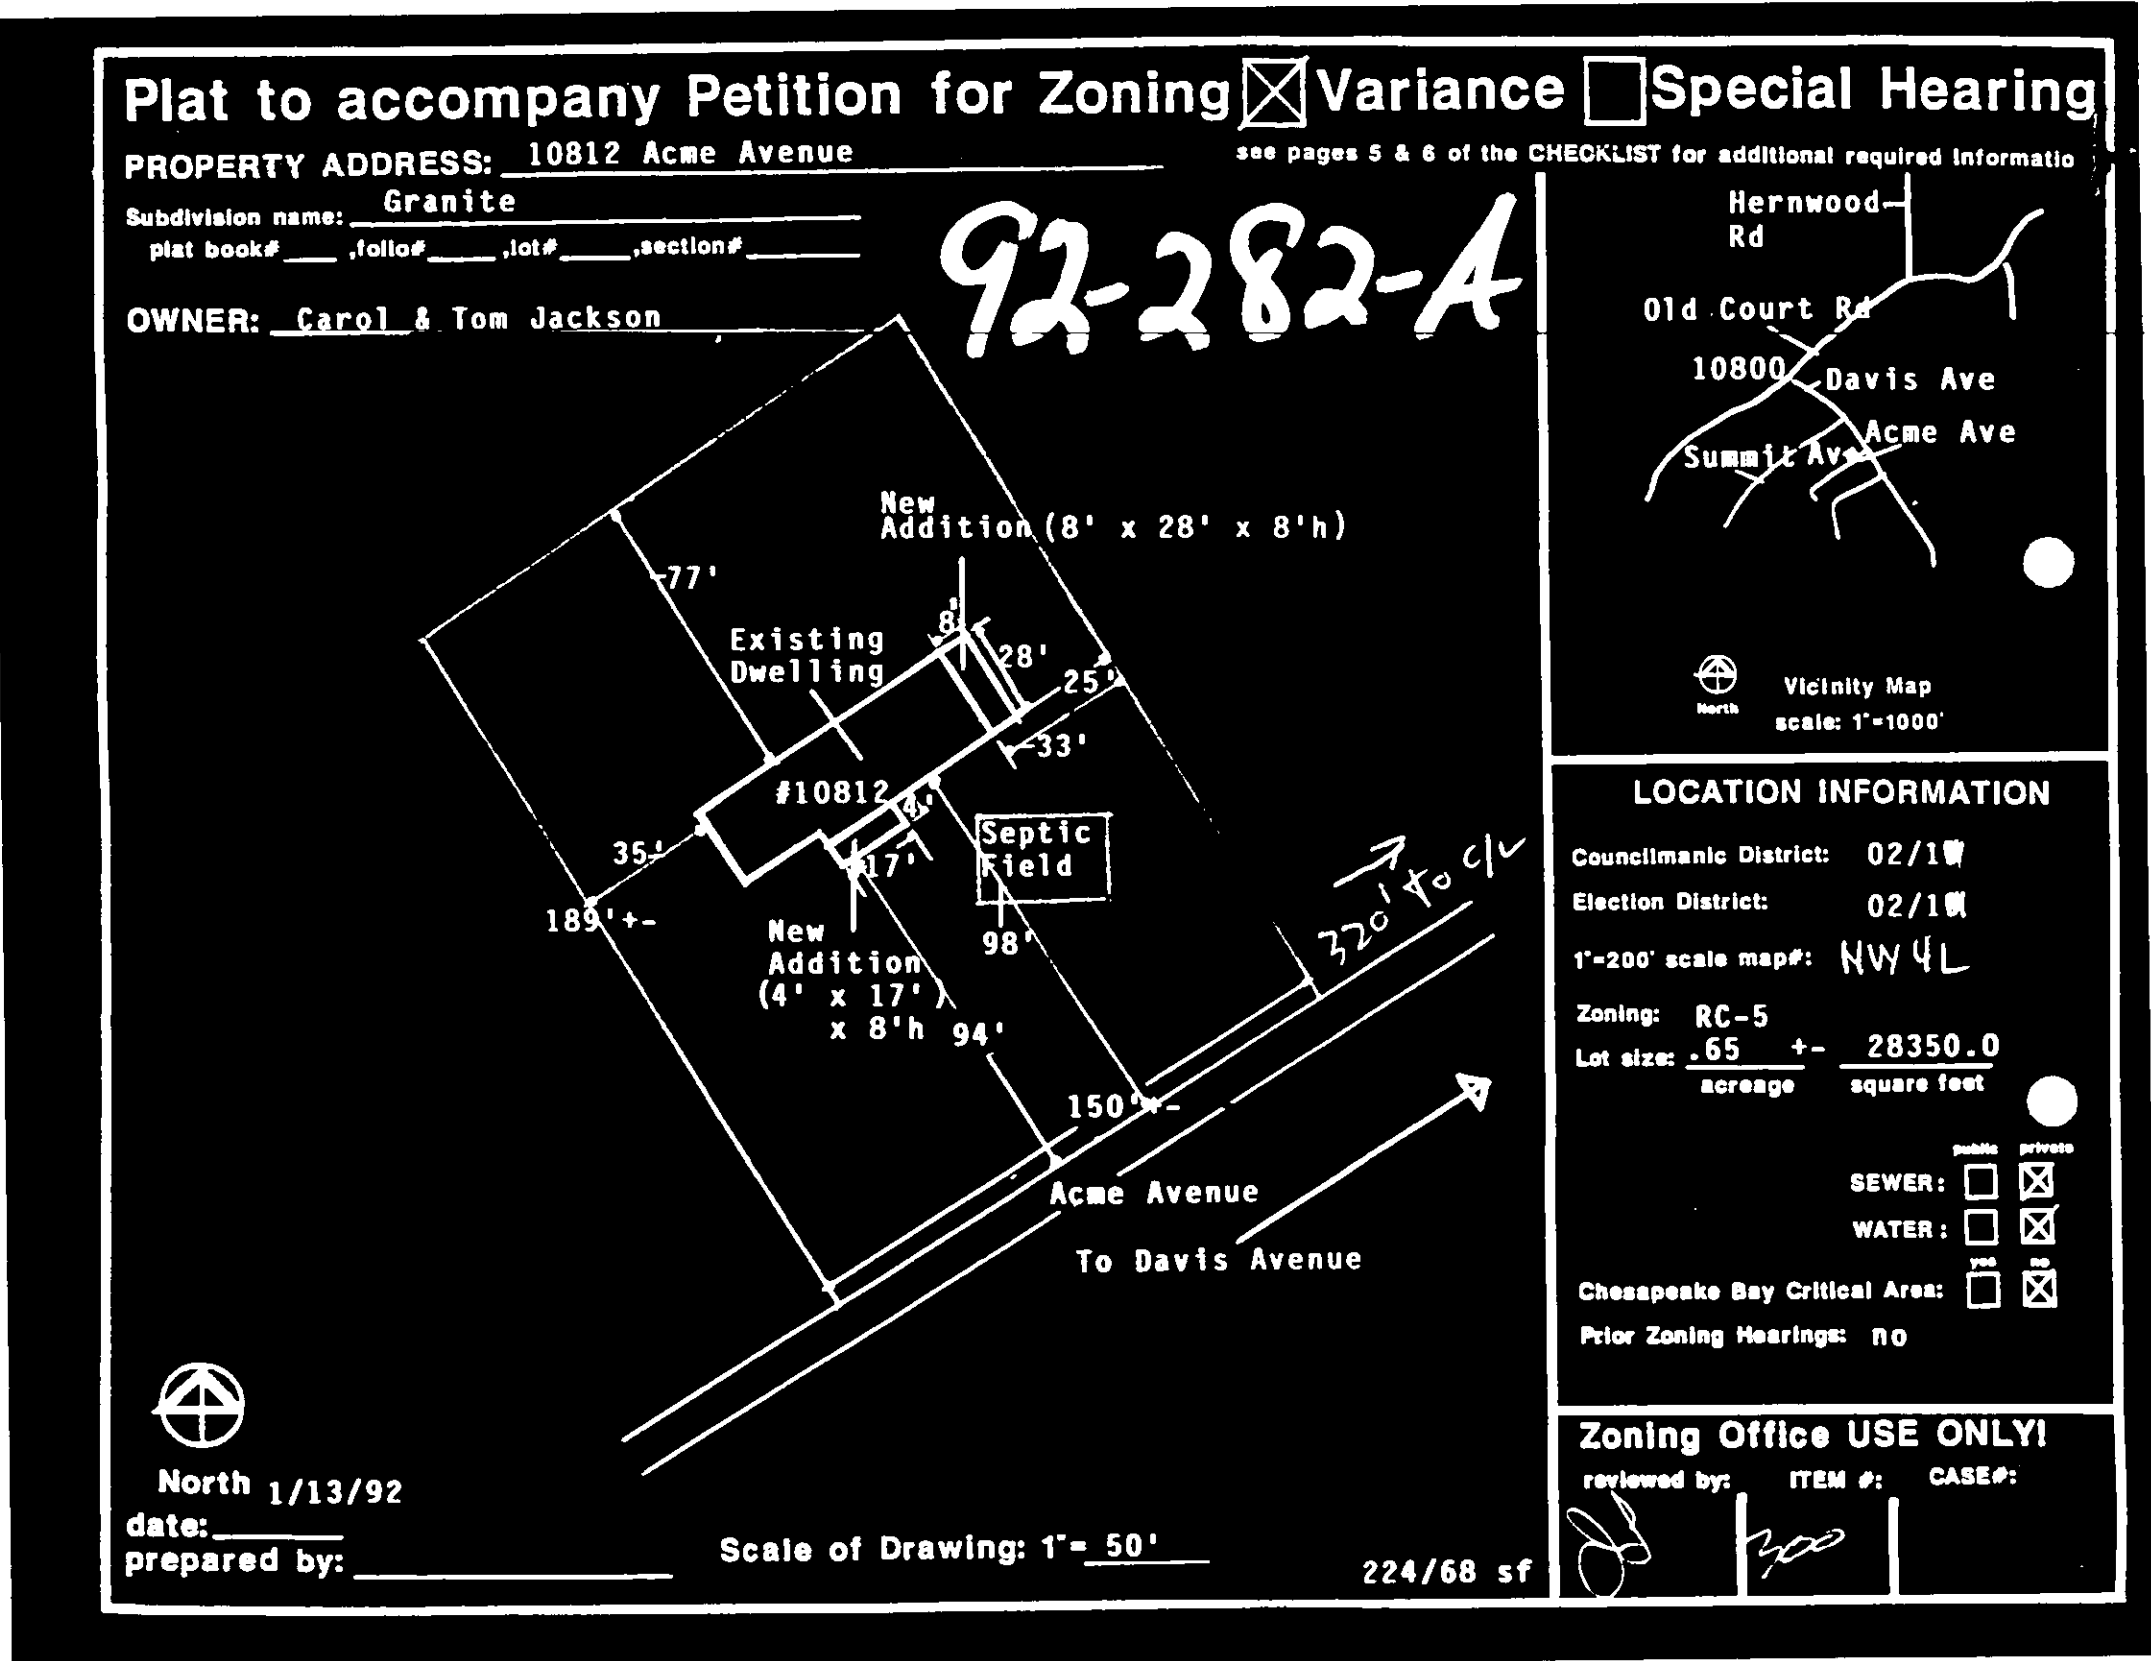 Plat to accompany Petition for Zoning Variance Special Hearing
PROPERTY ADDRESS: 10812 Acme Avenue
see pages 5 & 6 of the CHECKLIST for additional required informatio
Subdivision name: Granite
plat book# ,folio# ,lot# ,section#
OWNER: Carol & Tom Jackson
92-282-A
Hernwood
Rd
Old Court Rd
10800
Davis Ave
Acme Ave
Summit Av
North
Vicinity Map
scale: 1"=1000'
New
Addition (8' x 28' x 8'h)
77'
8'
Existing
Dwelling
28'
25'
33'
#10812
4'
35'
17'
Septic
Field
189'+-
New
Addition
(4' x 17')
x 8'h
98'
94'
320' to c/v
150'+-
Acme Avenue
To Davis Avenue
LOCATION INFORMATION
Councilmanic District: 02/1
Election District: 02/1
1"=200' scale map#: NW 4L
Zoning: RC-5
Lot size: .65 +- 28350.0
acreage square feet
public private
SEWER:
WATER:
yes no
Chesapeake Bay Critical Area:
Prior Zoning Hearings: no
Zoning Office USE ONLY!
reviewed by: ITEM #: CASE#:
300
North 1/13/92
date:
prepared by:
Scale of Drawing: 1"= 50'
224/68 sf